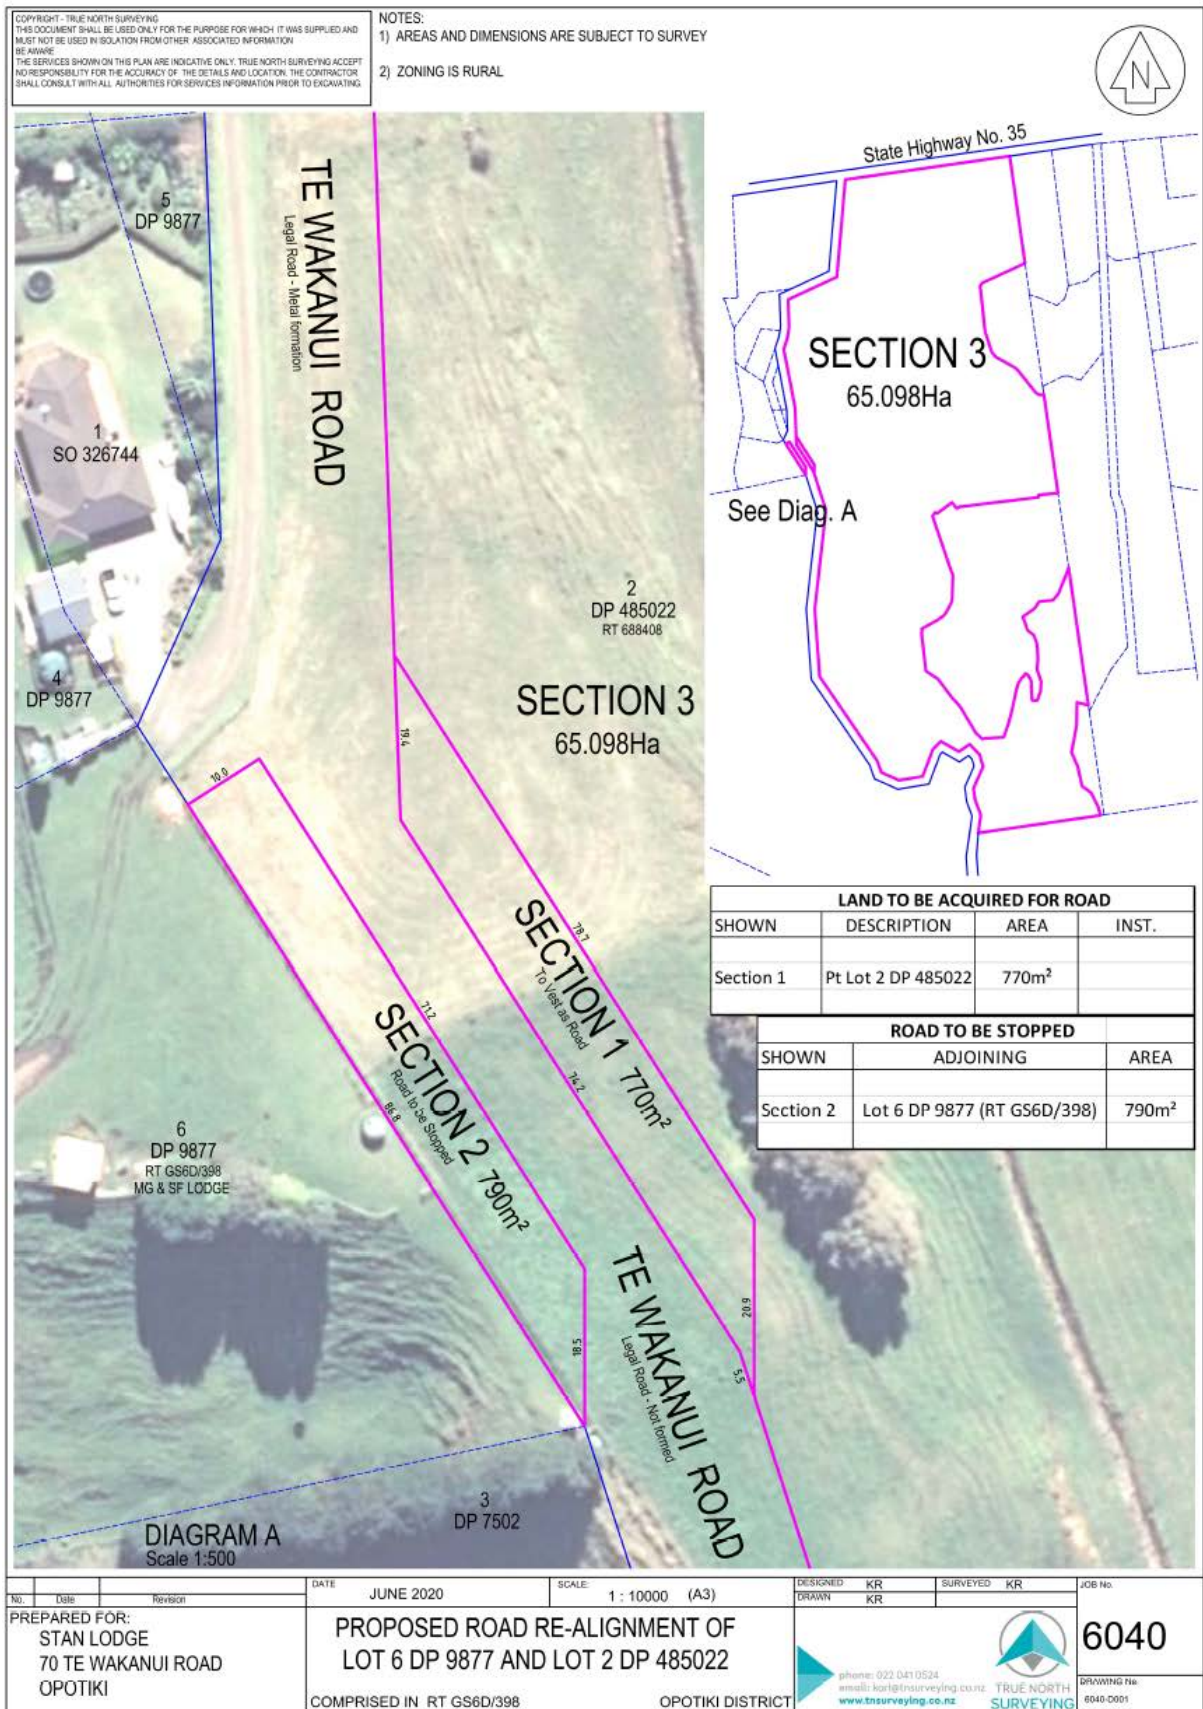 COPYRIGHT - TRUE NORTH SURVEYING
THIS DOCUMENT SHALL BE USED ONLY FOR THE PURPOSE FOR WHICH IT WAS SUPPLIED AND
MUST NOT BE USED IN ISOLATION FROM OTHER ASSOCIATED INFORMATION
BE AWARE
THE SERVICES SHOWN ON THIS PLAN ARE INDICATIVE ONLY. TRUE NORTH SURVEYING ACCEPT
NO RESPONSIBILITY FOR THE ACCURACY OF THE DETAILS AND LOCATION. THE CONTRACTOR
SHALL CONSULT WITH ALL AUTHORITIES FOR SERVICES INFORMATION PRIOR TO EXCAVATING.
NOTES:
1) AREAS AND DIMENSIONS ARE SUBJECT TO SURVEY
2) ZONING IS RURAL
N
5
DP 9877
TE WAKANUI ROAD
Legal Road - Metal formation
1
SO 326744
4
DP 9877
2
DP 485022
RT 688408
SECTION 3
65.098Ha
19.4
10.0
SECTION 1 770m²
To Vest as Road
78.7
74.2
20.9
5.5
SECTION 2 790m²
Road to be Stopped
71.2
86.8
18.5
6
DP 9877
RT GS6D/398
MG & SF LODGE
TE WAKANUI ROAD
Legal Road - Not formed
3
DP 7502
DIAGRAM A
Scale 1:500
State Highway No. 35
SECTION 3
65.098Ha
See Diag. A
LAND TO BE ACQUIRED FOR ROAD
SHOWN DESCRIPTION AREA INST.
Section 1 Pt Lot 2 DP 485022 770m²
ROAD TO BE STOPPED
SHOWN ADJOINING AREA
Section 2 Lot 6 DP 9877 (RT GS6D/398) 790m²
No. Date Revision
DATE JUNE 2020
SCALE: 1 : 10000 (A3)
DESIGNED KR SURVEYED KR
DRAWN KR
JOB No.
6040
PREPARED FOR:
STAN LODGE
70 TE WAKANUI ROAD
OPOTIKI
PROPOSED ROAD RE-ALIGNMENT OF
LOT 6 DP 9877 AND LOT 2 DP 485022
COMPRISED IN RT GS6D/398 OPOTIKI DISTRICT
phone: 022 041 0524
email: karl@tnsurveying.co.nz
www.tnsurveying.co.nz
TRUE NORTH
SURVEYING
DRAWING No.
6040-D001